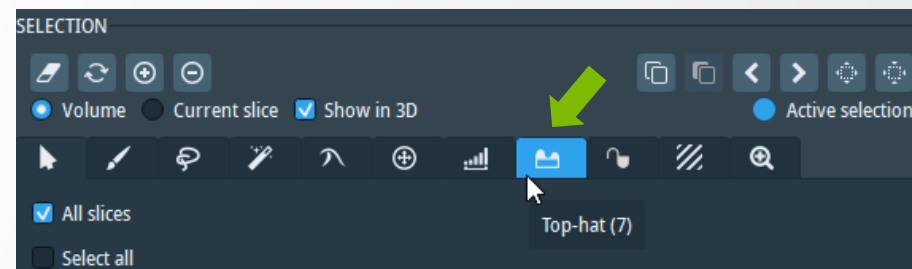 SELECTION
Volume Current slice Show in 3D Active selection
Top-hat (7)
All slices
Select all